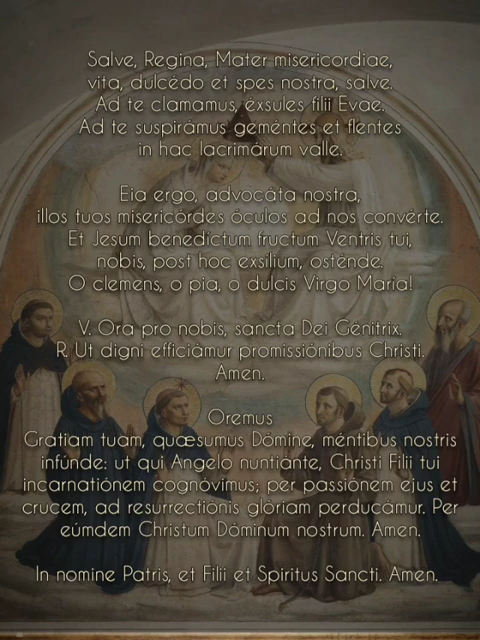 Salve, Regina, Mater misericordiae,
vita, dulcédo et spes nostra, salve.
Ad te clamamus, éxsules filii Evae.
Ad te suspirámus geméntes et flentes
in hac lacrimárum valle.
Eia ergo, advocáta nostra,
illos tuos misericórdes óculos ad nos convérte.
Et Jesum benedíctum fructum Ventris tui,
nobis, post hoc exsílium, osténde.
O clemens, o pia, o dulcis Virgo Maria!
V. Ora pro nobis, sancta Dei Génitrix.
R. Ut digni efficiámur promissiónibus Christi.
Amen.
Oremus
Gratiam tuam, quæsumus Dómine, méntibus nostris
infúnde: ut qui Angelo nuntiánte, Christi Filii tui
incarnatiónem cognóvimus; per passiónem ejus et
crucem, ad resurrectiónis glóriam perducámur. Per
eúmdem Christum Dóminum nostrum. Amen.
In nomine Patris, et Filii et Spiritus Sancti. Amen.